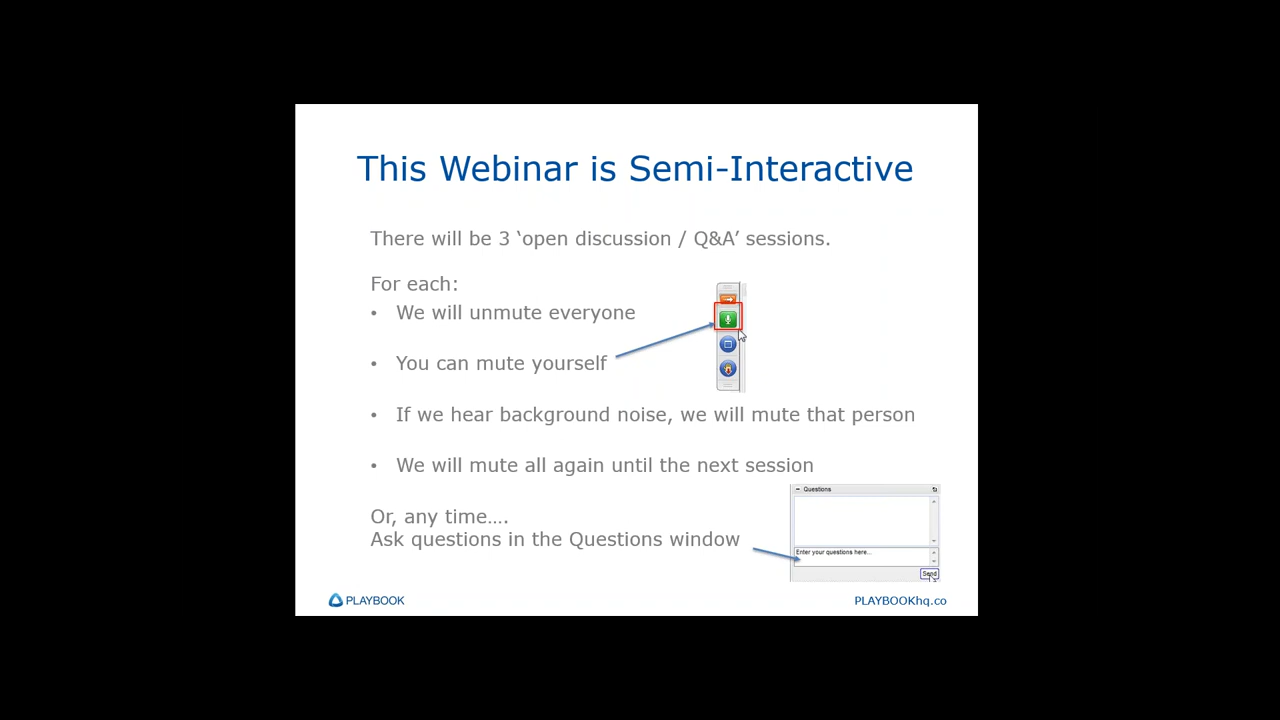 This Webinar is Semi-Interactive
There will be 3 ‘open discussion / Q&A’ sessions.
For each:
• We will unmute everyone
• You can mute yourself
• If we hear background noise, we will mute that person
• We will mute all again until the next session
Questions
Or, any time....
Ask questions in the Questions window
Enter your questions here...
Send
PLAYBOOK
PLAYBOOKhq.co